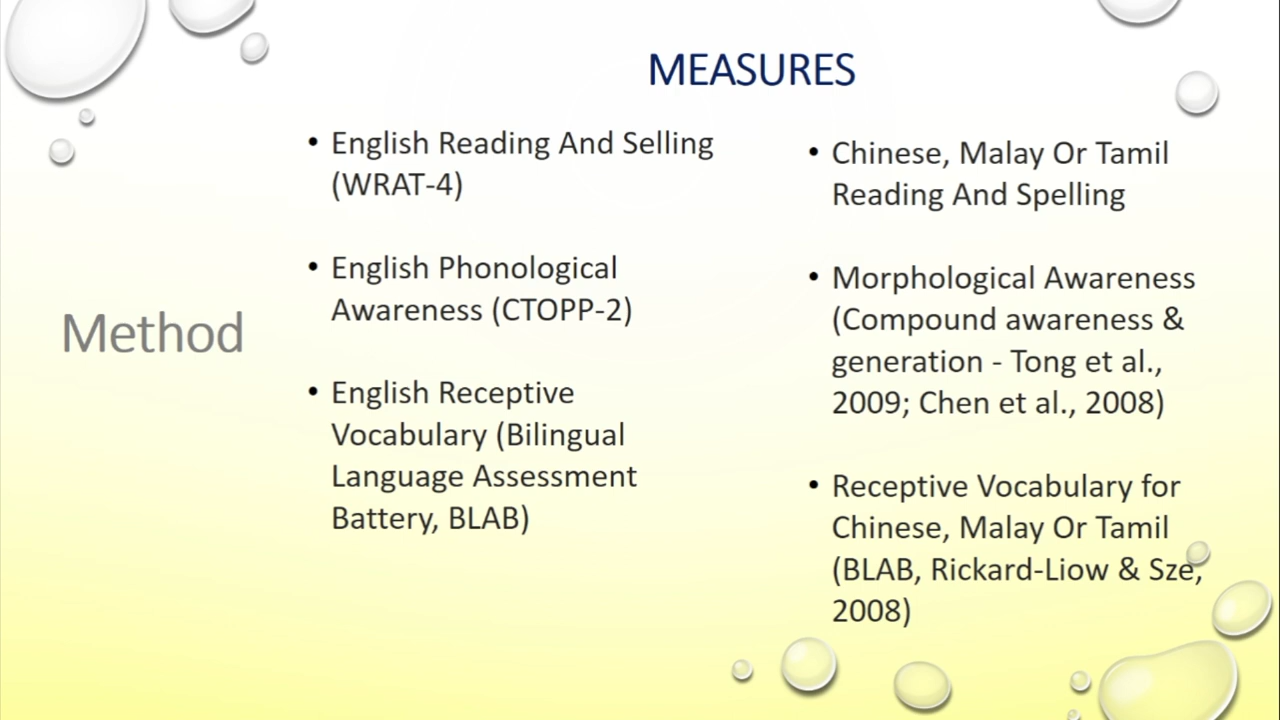 MEASURES
Method
• English Reading And Selling
(WRAT-4)
• English Phonological
Awareness (CTOPP-2)
• English Receptive
Vocabulary (Bilingual
Language Assessment
Battery, BLAB)
• Chinese, Malay Or Tamil
Reading And Spelling
• Morphological Awareness
(Compound awareness &
generation - Tong et al.,
2009; Chen et al., 2008)
• Receptive Vocabulary for
Chinese, Malay Or Tamil
(BLAB, Rickard-Liow & Sze,
2008)